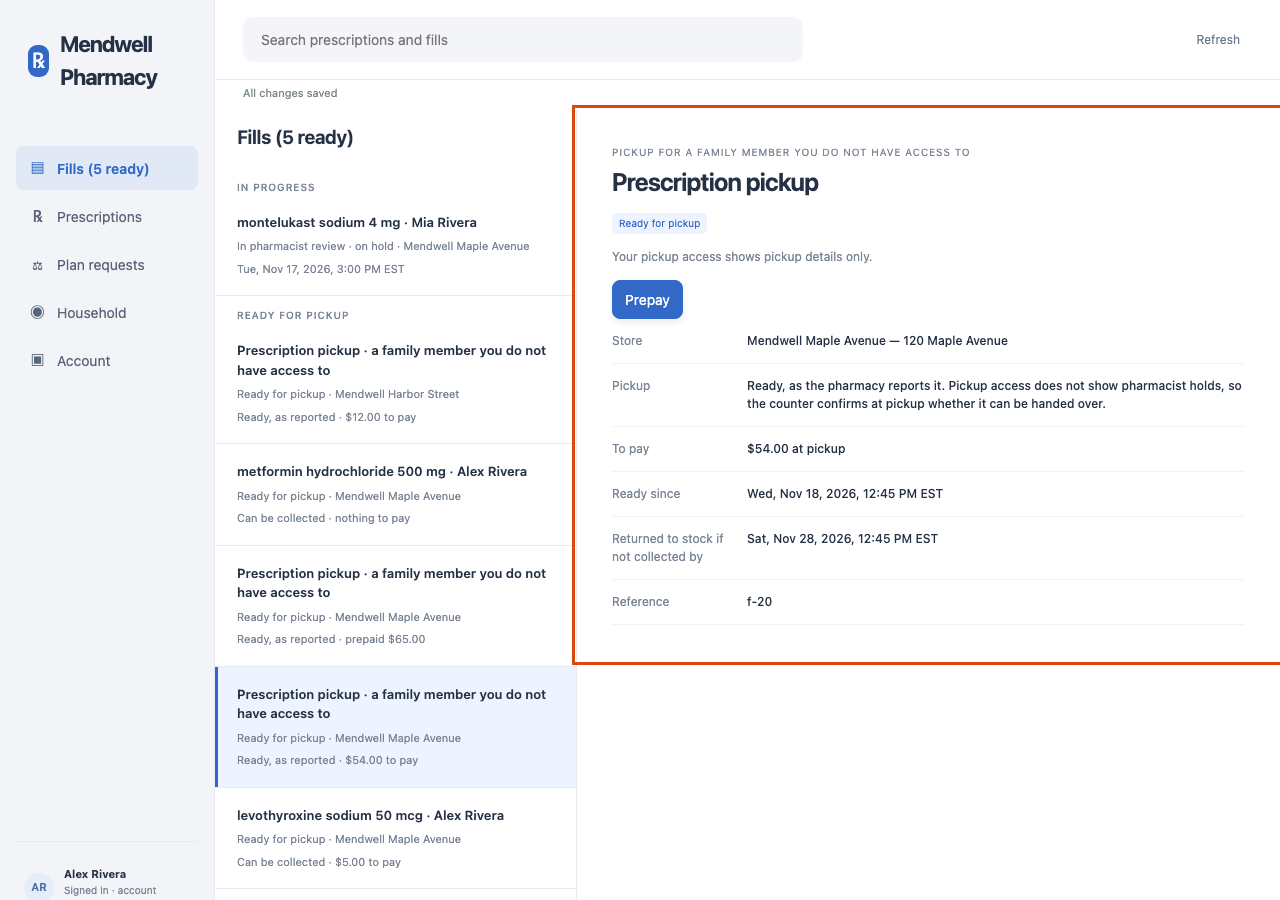 Mendwell
Pharmacy
Fills (5 ready)
Prescriptions
Plan requests
Household
Account
AR
Alex Rivera
Signed in · account
Search prescriptions and fills
Refresh
All changes saved
Fills (5 ready)
IN PROGRESS
montelukast sodium 4 mg · Mia Rivera
In pharmacist review · on hold · Mendwell Maple Avenue
Tue, Nov 17, 2026, 3:00 PM EST
READY FOR PICKUP
Prescription pickup · a family member you do not
have access to
Ready for pickup · Mendwell Harbor Street
Ready, as reported · $12.00 to pay
metformin hydrochloride 500 mg · Alex Rivera
Ready for pickup · Mendwell Maple Avenue
Can be collected · nothing to pay
Prescription pickup · a family member you do not
have access to
Ready for pickup · Mendwell Maple Avenue
Ready, as reported · prepaid $65.00
Prescription pickup · a family member you do not
have access to
Ready for pickup · Mendwell Maple Avenue
Ready, as reported · $54.00 to pay
levothyroxine sodium 50 mcg · Alex Rivera
Ready for pickup · Mendwell Maple Avenue
Can be collected · $5.00 to pay
PICKUP FOR A FAMILY MEMBER YOU DO NOT HAVE ACCESS TO
Prescription pickup
Ready for pickup
Your pickup access shows pickup details only.
Prepay
Store
Mendwell Maple Avenue — 120 Maple Avenue
Pickup
Ready, as the pharmacy reports it. Pickup access does not show pharmacist holds, so
the counter confirms at pickup whether it can be handed over.
To pay
$54.00 at pickup
Ready since
Wed, Nov 18, 2026, 12:45 PM EST
Returned to stock if
not collected by
Sat, Nov 28, 2026, 12:45 PM EST
Reference
f-20